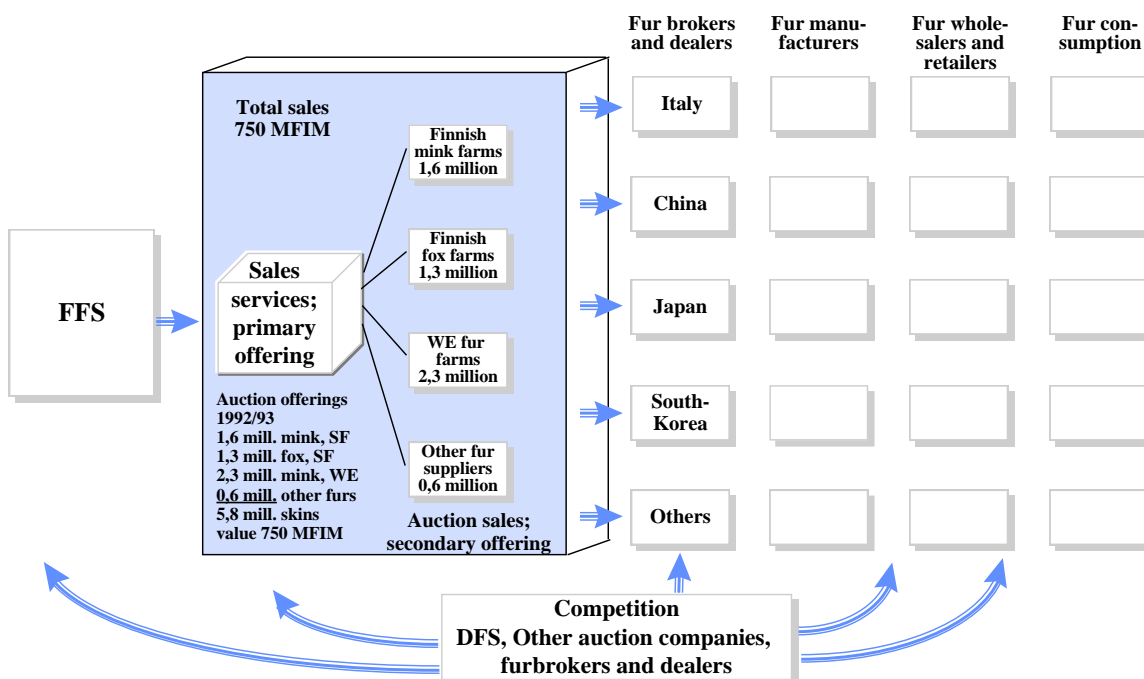 Fur brokers
and dealers
Fur manu-
facturers
Fur whole-
salers and
retailers
Fur con-
sumption
FFS
Total sales
750 MFIM
Sales
services;
primary
offering
Auction offerings
1992/93
1,6 mill. mink, SF
1,3 mill. fox, SF
2,3 mill. mink, WE
0,6 mill. other furs
5,8 mill. skins
value 750 MFIM
Finnish
mink farms
1,6 million
Finnish
fox farms
1,3 million
WE fur
farms
2,3 million
Other fur
suppliers
0,6 million
Auction sales;
secondary offering
Italy
China
Japan
South-
Korea
Others
Competition
DFS, Other auction companies,
furbrokers and dealers